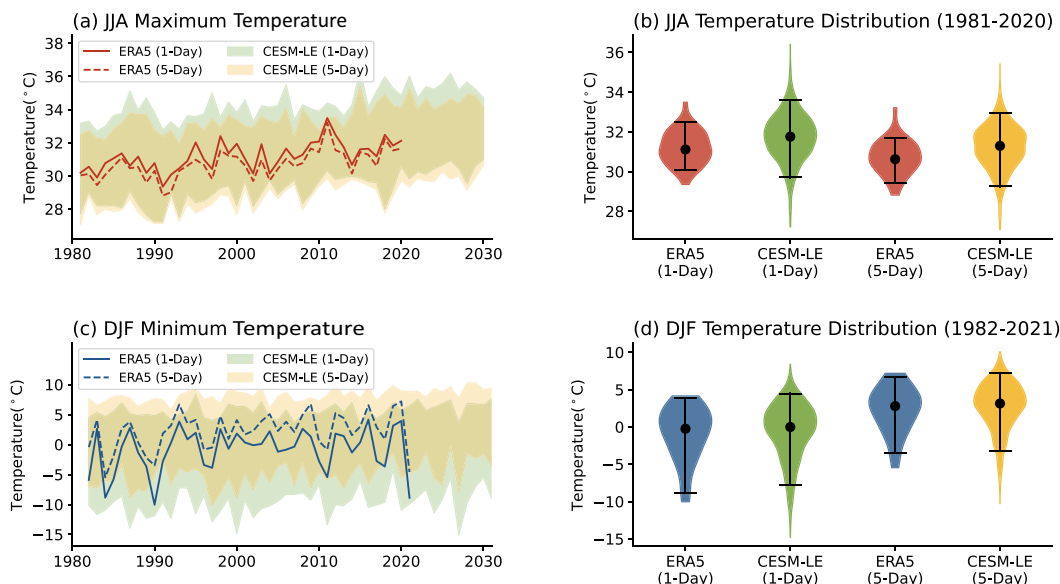 (a) JJA Maximum Temperature
ERA5 (1-Day)
ERA5 (5-Day)
CESM-LE (1-Day)
CESM-LE (5-Day)
Temperature(°C)
38
36
34
32
30
28
1980
1990
2000
2010
2020
2030
(b) JJA Temperature Distribution (1981-2020)
Temperature(°C)
36
34
32
30
28
ERA5
(1-Day)
CESM-LE
(1-Day)
ERA5
(5-Day)
CESM-LE
(5-Day)
(c) DJF Minimum Temperature
ERA5 (1-Day)
ERA5 (5-Day)
CESM-LE (1-Day)
CESM-LE (5-Day)
Temperature(°C)
15
10
5
0
−5
−10
−15
1980
1990
2000
2010
2020
2030
(d) DJF Temperature Distribution (1982-2021)
Temperature(°C)
10
5
0
−5
−10
−15
ERA5
(1-Day)
CESM-LE
(1-Day)
ERA5
(5-Day)
CESM-LE
(5-Day)